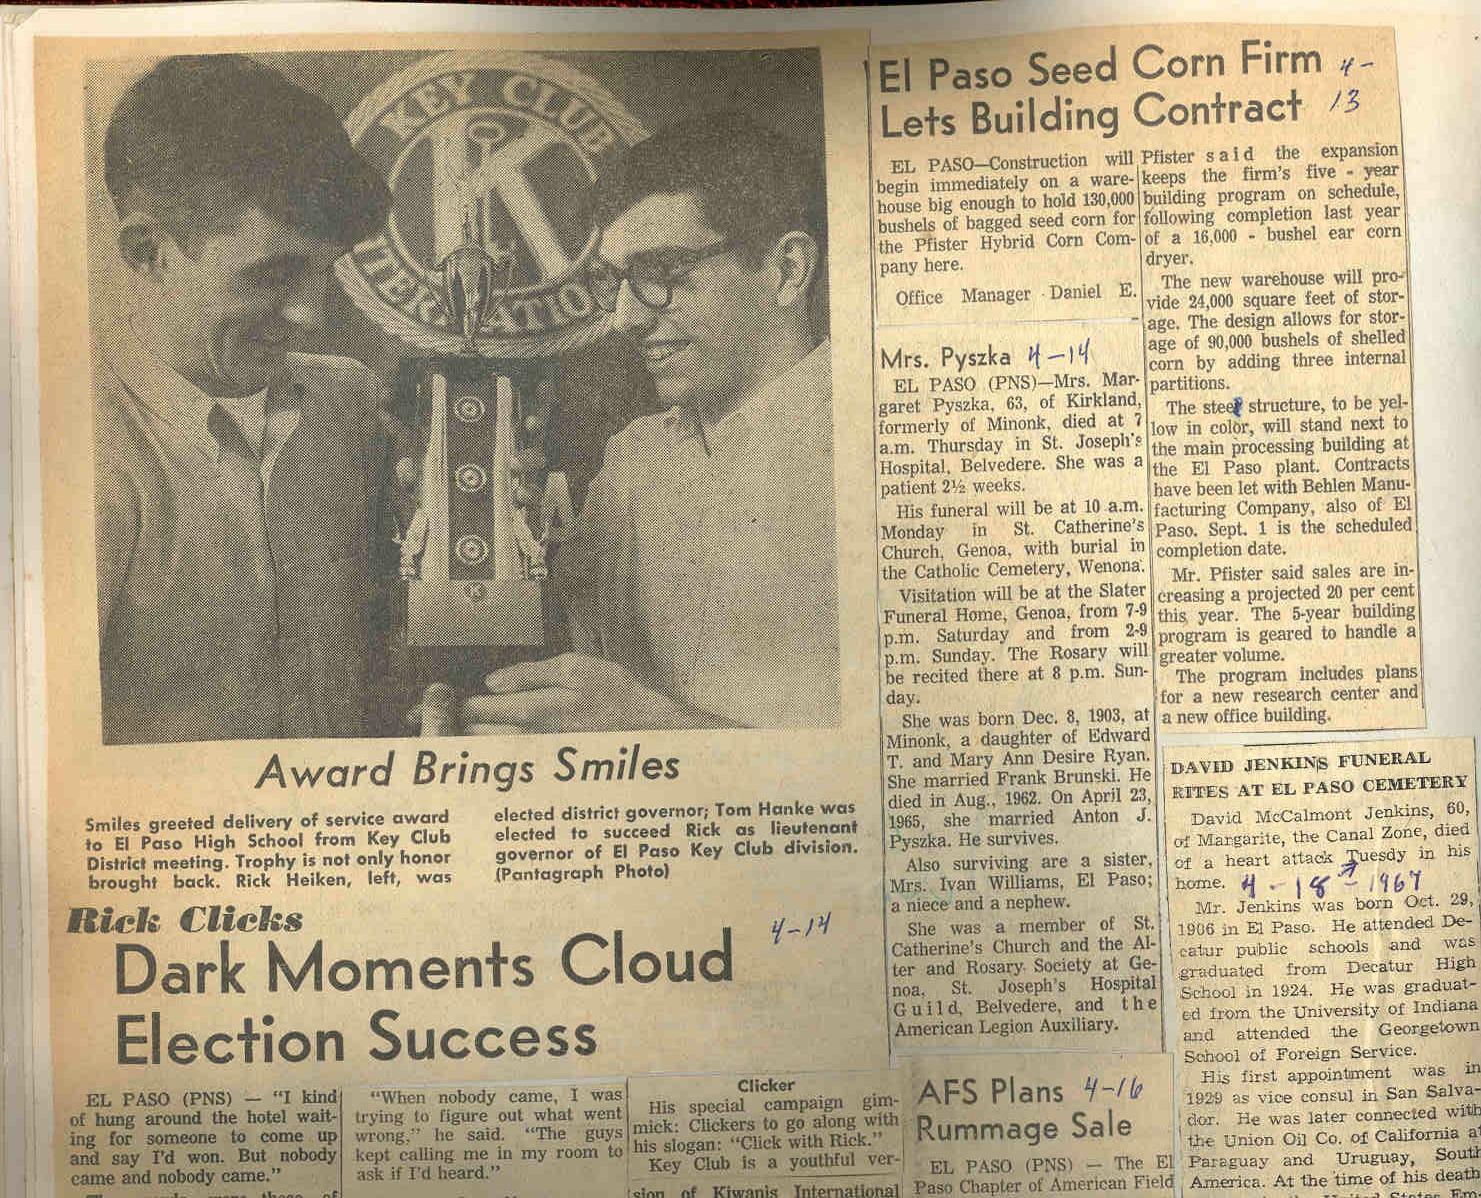 KEY CLUB
INTERNATIONAL
K
Award Brings Smiles
Smiles greeted delivery of service award
to El Paso High School from Key Club
District meeting. Trophy is not only honor
brought back. Rick Heiken, left, was
elected district governor; Tom Hanke was
elected to succeed Rick as lieutenant
governor of El Paso Key Club division.
(Pantagraph Photo)
Rick Clicks
Dark Moments Cloud
Election Success
4-14
EL PASO (PNS) — "I kind
of hung around the hotel wait-
ing for someone to come up
and say I'd won. But nobody
came and nobody came."
"When nobody came, I was
trying to figure out what went
wrong," he said. "The guys
kept calling me in my room to
ask if I'd heard."
Clicker
His special campaign gim-
mick: Clickers to go along with
his slogan: "Click with Rick."
Key Club is a youthful ver-
sion of Kiwanis International
El Paso Seed Corn Firm
Lets Building Contract
4-
13
EL PASO—Construction will
begin immediately on a ware-
house big enough to hold 130,000
bushels of bagged seed corn for
the Pfister Hybrid Corn Com-
pany here.
Office Manager Daniel E.
Pfister said the expansion
keeps the firm's five - year
building program on schedule,
following completion last year
of a 16,000 - bushel ear corn
dryer.
The new warehouse will pro-
vide 24,000 square feet of stor-
age. The design allows for stor-
age of 90,000 bushels of shelled
corn by adding three internal
partitions.
The steel structure, to be yel-
low in color, will stand next to
the main processing building at
the El Paso plant. Contracts
have been let with Behlen Manu-
facturing Company, also of El
Paso. Sept. 1 is the scheduled
completion date.
Mr. Pfister said sales are in-
creasing a projected 20 per cent
this year. The 5-year building
program is geared to handle a
greater volume.
The program includes plans
for a new research center and
a new office building.
Mrs. Pyszka 4-14
EL PASO (PNS)—Mrs. Mar-
garet Pyszka, 63, of Kirkland,
formerly of Minonk, died at 7
a.m. Thursday in St. Joseph's
Hospital, Belvedere. She was a
patient 2½ weeks.
His funeral will be at 10 a.m.
Monday in St. Catherine's
Church, Genoa, with burial in
the Catholic Cemetery, Wenona.
Visitation will be at the Slater
Funeral Home, Genoa, from 7-9
p.m. Saturday and from 2-9
p.m. Sunday. The Rosary will
be recited there at 8 p.m. Sun-
day.
She was born Dec. 8, 1903, at
Minonk, a daughter of Edward
T. and Mary Ann Desire Ryan.
She married Frank Brunski. He
died in Aug., 1962. On April 23,
1965, she married Anton J.
Pyszka. He survives.
Also surviving are a sister,
Mrs. Ivan Williams, El Paso;
a niece and a nephew.
She was a member of St.
Catherine's Church and the Al-
ter and Rosary Society at Ge-
noa, St. Joseph's Hospital
Guild, Belvedere, and the
American Legion Auxiliary.
AFS Plans 4-16
Rummage Sale
EL PASO (PNS) — The El
Paso Chapter of American Field
DAVID JENKINS FUNERAL
RITES AT EL PASO CEMETERY
David McCalmont Jenkins, 60,
of Margarite, the Canal Zone, died
of a heart attack Tuesdy in his
home. 4-18-1967
Mr. Jenkins was born Oct. 29,
1906 in El Paso. He attended De-
catur public schools and was
graduated from Decatur High
School in 1924. He was graduat-
ed from the University of Indiana
and attended the Georgetown
School of Foreign Service.
His first appointment was in
1929 as vice consul in San Salva-
dor. He was later connected with
the Union Oil Co. of California at
Paraguay and Uruguay, South
America. At the time of his death